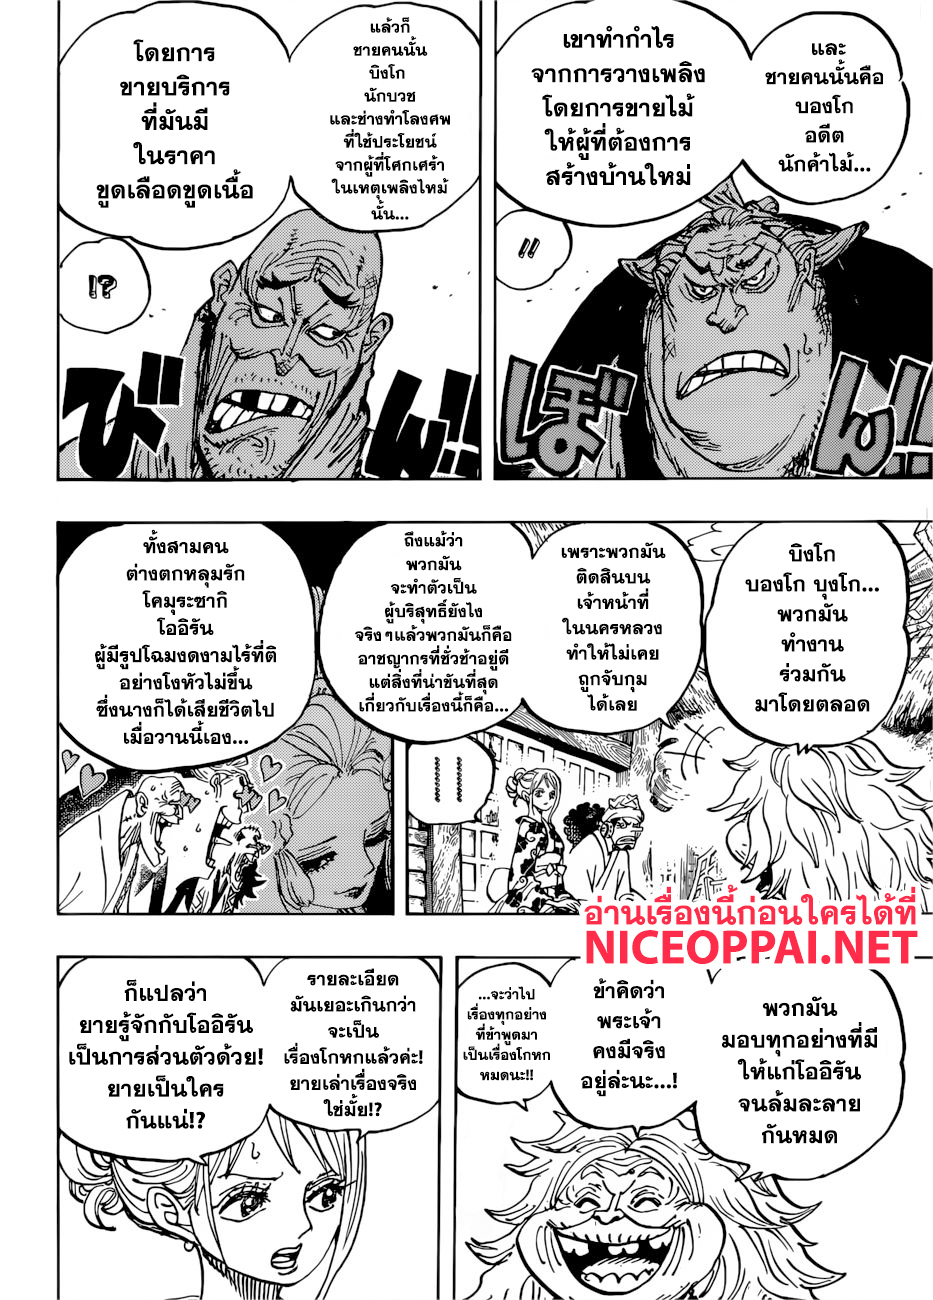 และ
ชายคนนั้นคือ
บองโก
อดีต
นักค้าไม้...
เขาทำกำไร
จากการวางเพลิง
โดยการขายไม้
ให้ผู้ที่ต้องการ
สร้างบ้านใหม่
!!
ぼん!!
แล้วก็
ชายคนนั้น
บิงโก
นักบวช
และช่างทำโลงศพ
ที่ใช้ประโยชน์
จากผู้ที่โศกเศร้า
ในเหตุเพลิงไหม้
นั้น...
โดยการ
ขายบริการ
ที่มันมี
ในราคา
ขูดเลือดขูดเนื้อ
!?
びん!!
บิงโก
บองโก บุงโก...
พวกมัน
ทำงาน
ร่วมกัน
มาโดยตลอด
เพราะพวกมัน
ติดสินบน
เจ้าหน้าที่
ในนครหลวง
ทำให้ไม่เคย
ถูกจับกุม
ได้เลย
ถึงแม้ว่า
พวกมัน
จะทำตัวเป็น
ผู้บริสุทธิ์ยังไง
จริงๆแล้วพวกมันก็คือ
อาชญากรที่ชั่วช้าอยู่ดี
แต่สิ่งที่น่าขันที่สุด
เกี่ยวกับเรื่องนี้ก็คือ...
ทั้งสามคน
ต่างตกหลุมรัก
โคมุระซากิ
โออิรัน
ผู้มีรูปโฉมงดงามไร้ที่ติ
อย่างโงหัวไม่ขึ้น
ซึ่งนางก็ได้เสียชีวิตไป
เมื่อวานนี้เอง...
อ่านเรื่องนี้ก่อนใครได้ที่
NICEOPPAI.NET
พวกมัน
มอบทุกอย่างที่มี
ให้แก่โออิรัน
จนล้มละลาย
กันหมด
ข้าคิดว่า
พระเจ้า
คงมีจริง
อยู่ล่ะนะ...!
...จะว่าไป
เรื่องทุกอย่าง
ที่ข้าพูดมา
เป็นเรื่องโกหก
หมดนะ!!
รายละเอียด
มันเยอะเกินกว่า
จะเป็น
เรื่องโกหกแล้วค่ะ!
ยายเล่าเรื่องจริง
ใช่มั้ย!?
ก็แปลว่า
ยายรู้จักกับโออิรัน
เป็นการส่วนตัวด้วย!
ยายเป็นใคร
กันแน่!?